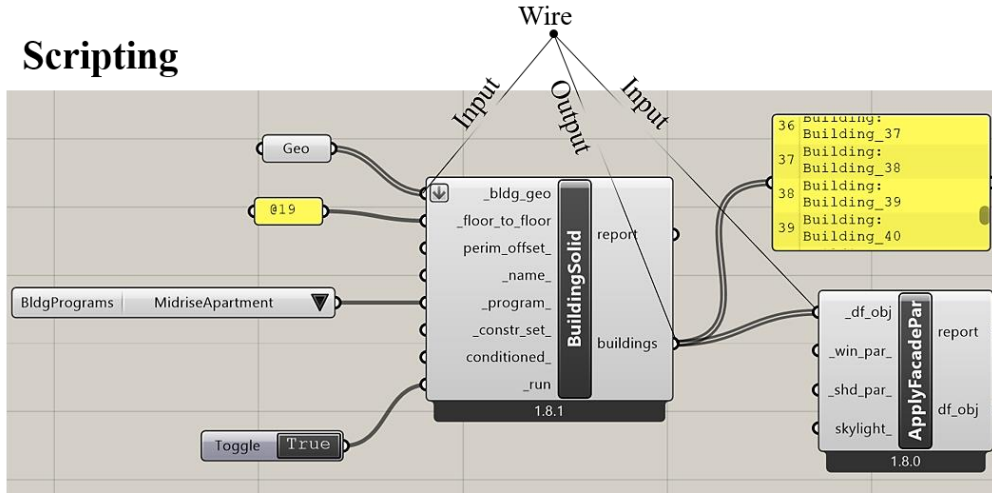 Wire
Scripting
Input
Output
Input
Geo
@19
BldgPrograms MidriseApartment
Toggle True
_bldg_geo
_floor_to_floor
perim_offset_
_name_
_program_
_constr_set_
conditioned_
_run
BuildingSolid
report
buildings
1.8.1
36 Building:
Building_37
37 Building:
Building_38
38 Building:
Building_39
39 Building:
Building_40
_df_obj
_win_par_
_shd_par_
skylight_
ApplyFacadePar
report
df_obj
1.8.0